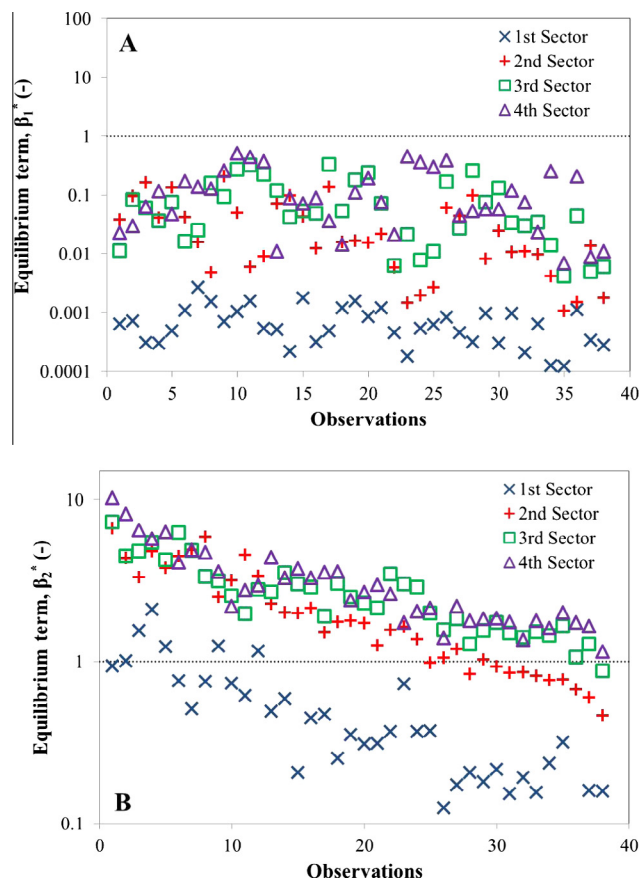 A
1st Sector
2nd Sector
3rd Sector
4th Sector
Equilibrium term, β₁* (-)
100
10
1
0.1
0.01
0.001
0.0001
0 5 10 15 20 25 30 35 40
Observations
1st Sector
2nd Sector
3rd Sector
4th Sector
Equilibrium term, β₂* (-)
10
1
0.1
B
0 10 20 30 40
Observations